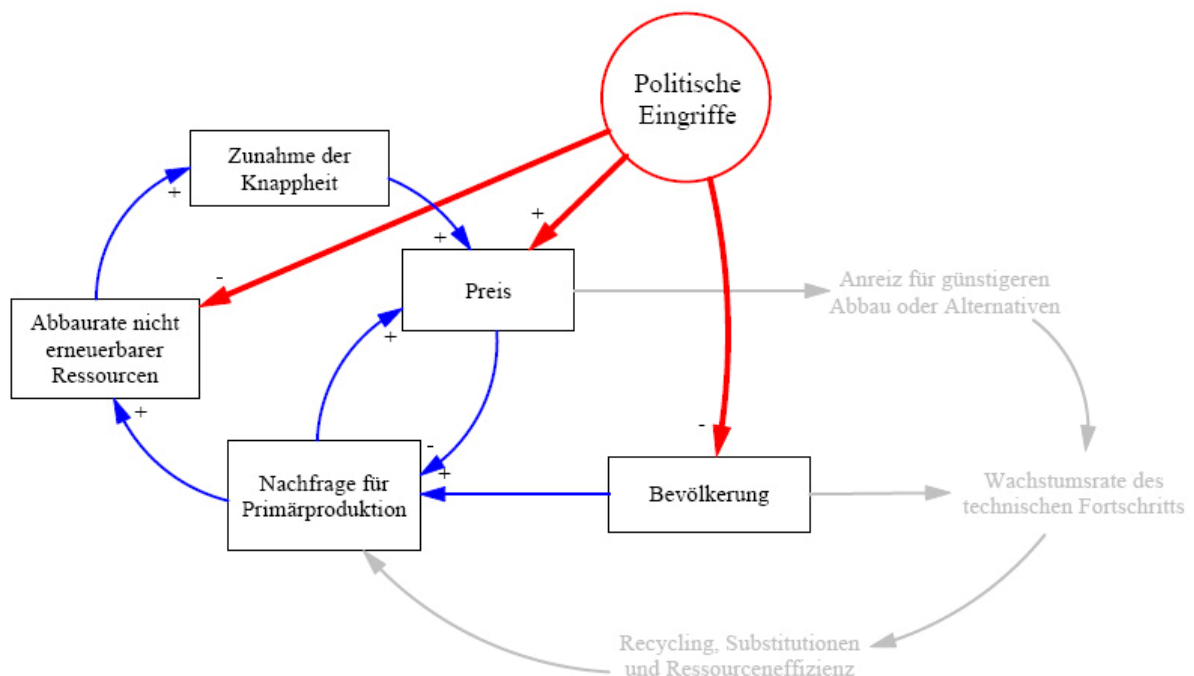 Politische
Eingriffe
Zunahme der
Knappheit
+
+
+
-
Preis
Anreiz für günstigeren
Abbau oder Alternativen
Abbaurate nicht
erneuerbarer
Ressourcen
+
+
-
-
+
Nachfrage für
Primärproduktion
Bevölkerung
Wachstumsrate des
technischen Fortschritts
Recycling, Substitutionen
und Ressourceneffizienz